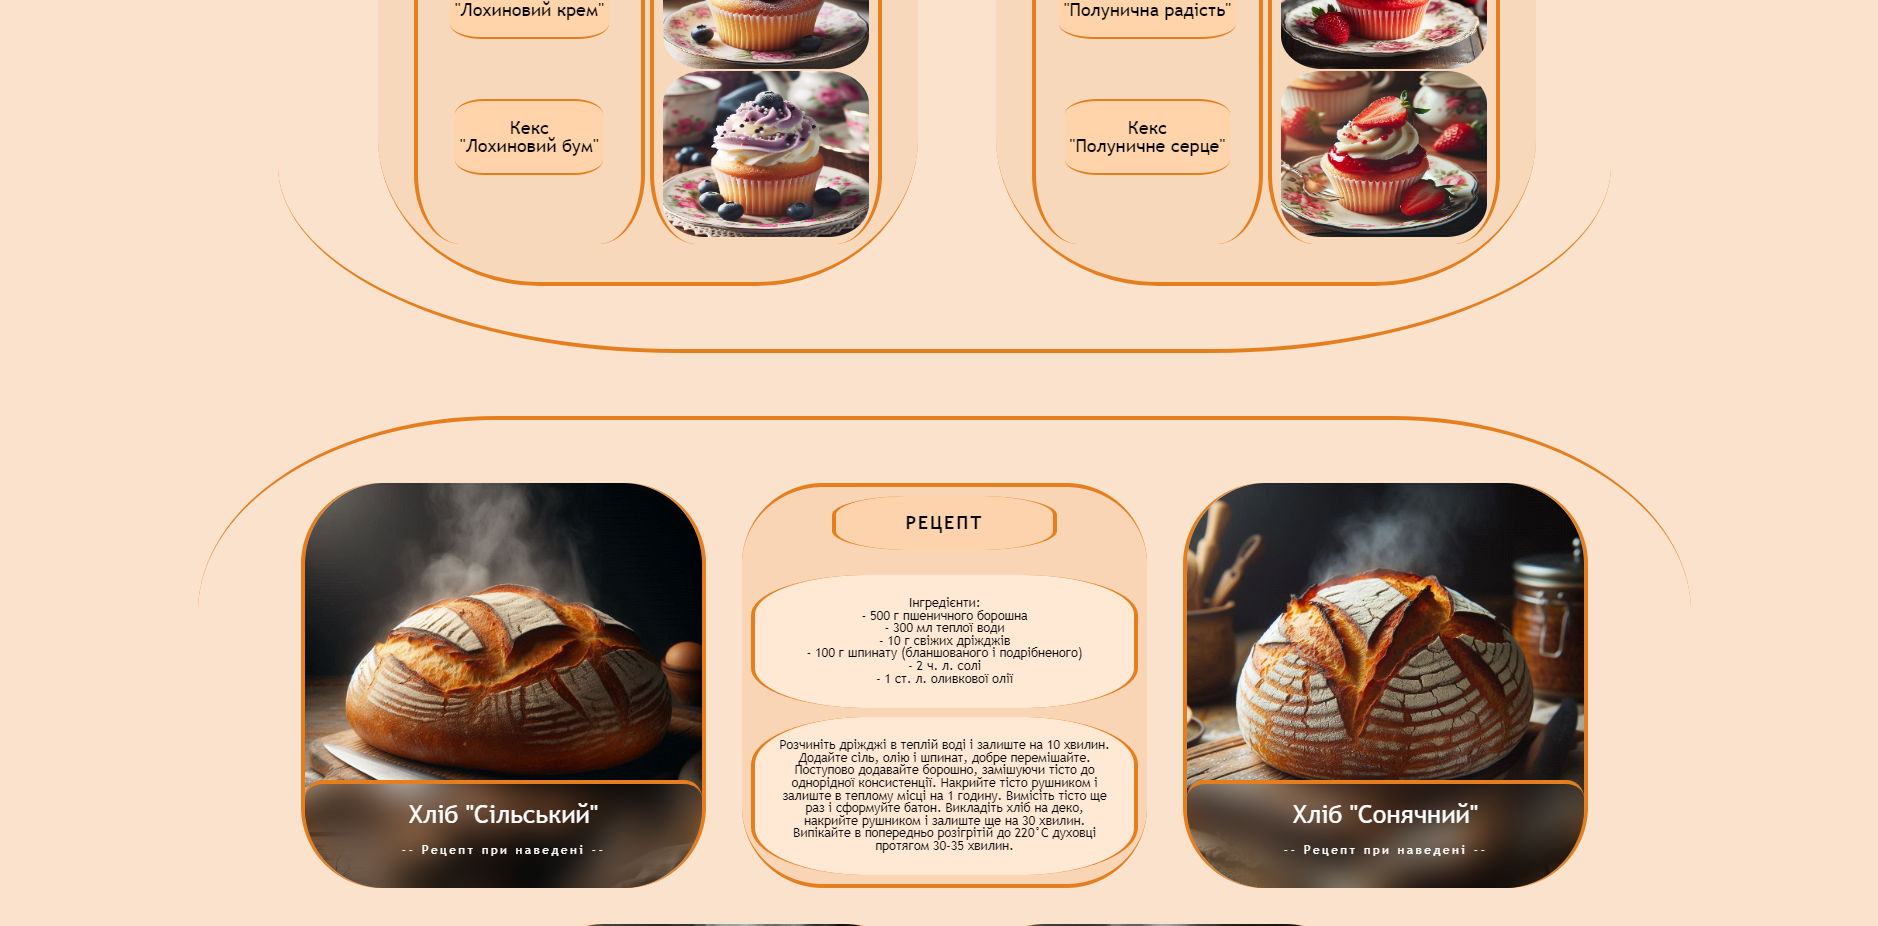 "Лохиновий крем"
"Полунична радість"
Кекс
"Лохиновий бум"
Кекс
"Полуничне серце"
Хліб "Сільський"
-- Рецепт при наведені --
РЕЦЕПТ
Інгредієнти:
- 500 г пшеничного борошна
- 300 мл теплої води
- 10 г свіжих дріжджів
- 100 г шпинату (бланшованого і подрібненого)
- 2 ч. л. солі
- 1 ст. л. оливкової олії
Розчиніть дріжджі в теплій воді і залиште на 10 хвилин.
Додайте сіль, олію і шпинат, добре перемішайте.
Поступово додавайте борошно, замішуючи тісто до
однорідної консистенції. Накрийте тісто рушником і
залиште в теплому місці на 1 годину. Вимісіть тісто ще
раз і сформуйте батон. Викладіть хліб на деко,
накрийте рушником і залиште ще на 30 хвилин.
Випікайте в попередньо розігрітій до 220°C духовці
протягом 30-35 хвилин.
Хліб "Сонячний"
-- Рецепт при наведені --